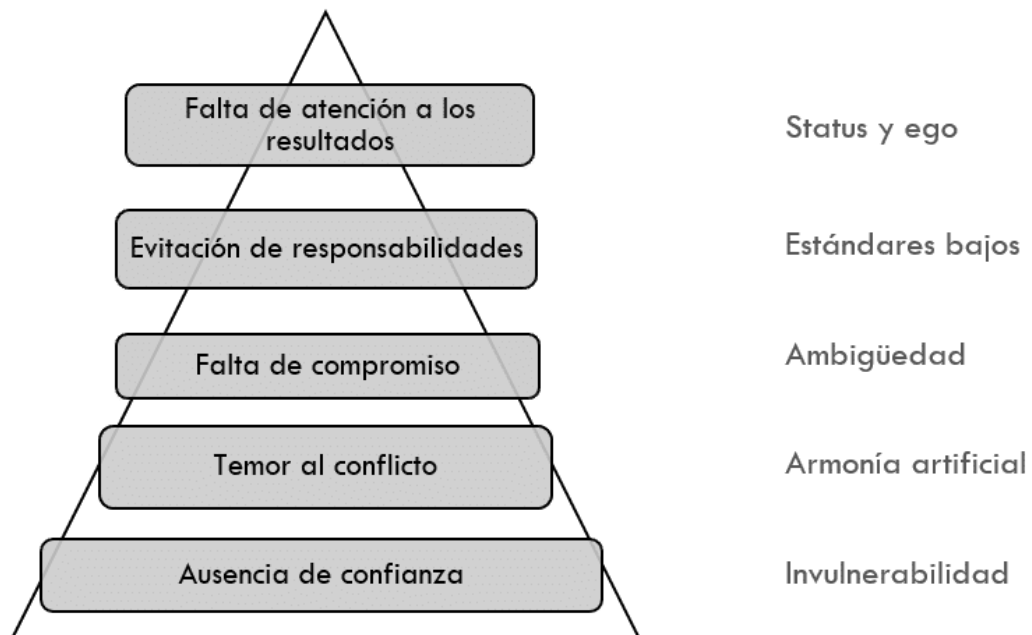 Falta de atención a los
resultados
Status y ego
Evitación de responsabilidades
Estándares bajos
Falta de compromiso
Ambigüedad
Temor al conflicto
Armonía artificial
Ausencia de confianza
Invulnerabilidad